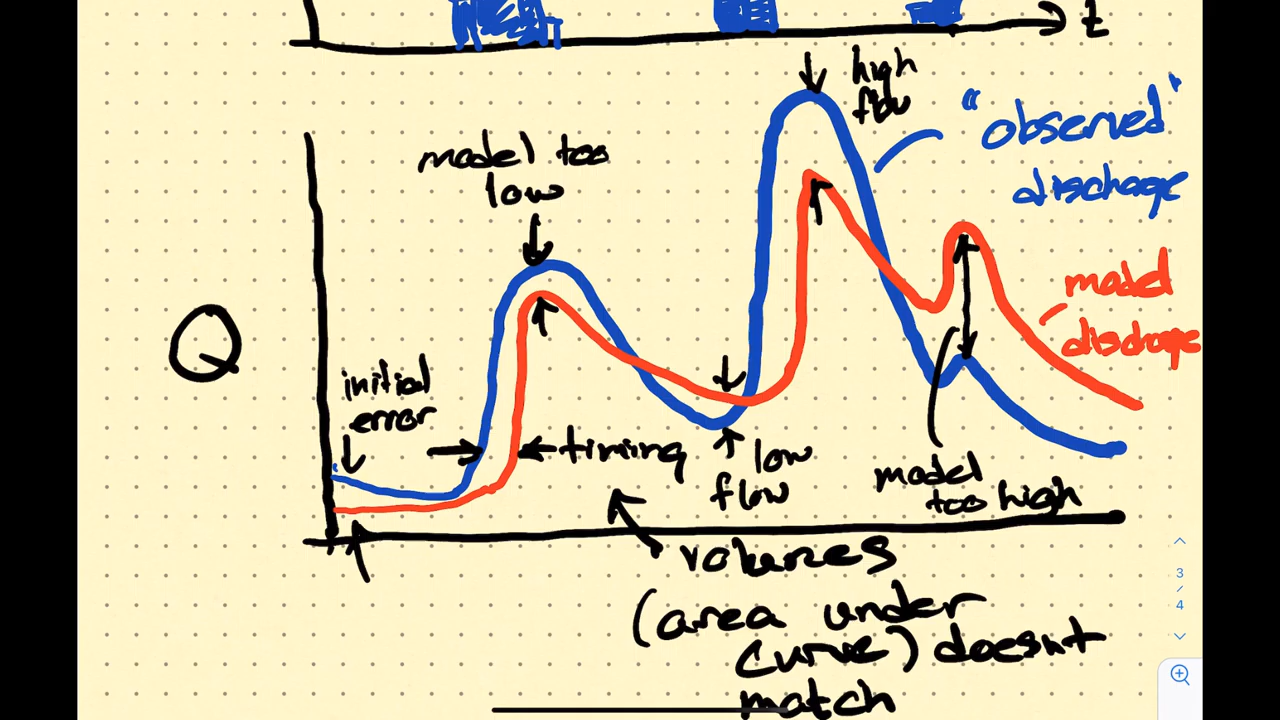 t
high
flow
"observed"
discharge
model too
low
model
discharge
Q
initial
error
timing
low
flow
model
too high
volumes
(area under
curve) doesnt
match
3
/
4